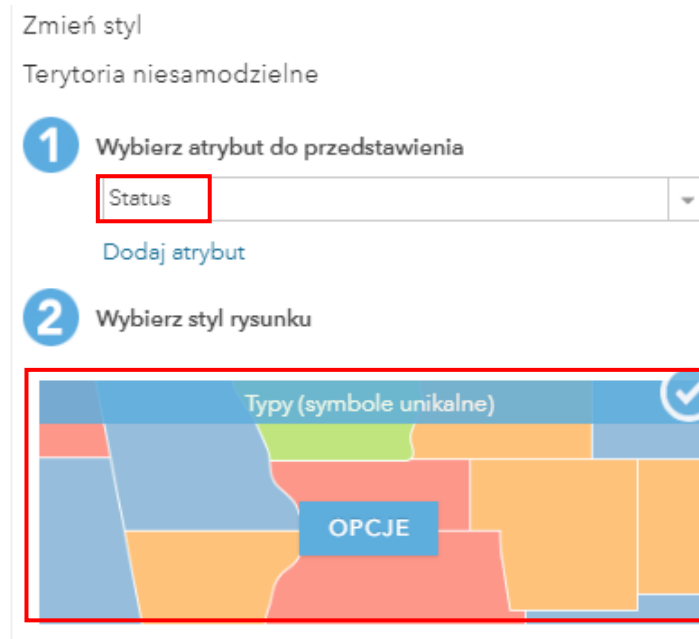 Zmień styl
Terytoria niesamodzielne
1 Wybierz atrybut do przedstawienia
Status
Dodaj atrybut
2 Wybierz styl rysunku
Typy (symbole unikalne)
OPCJE